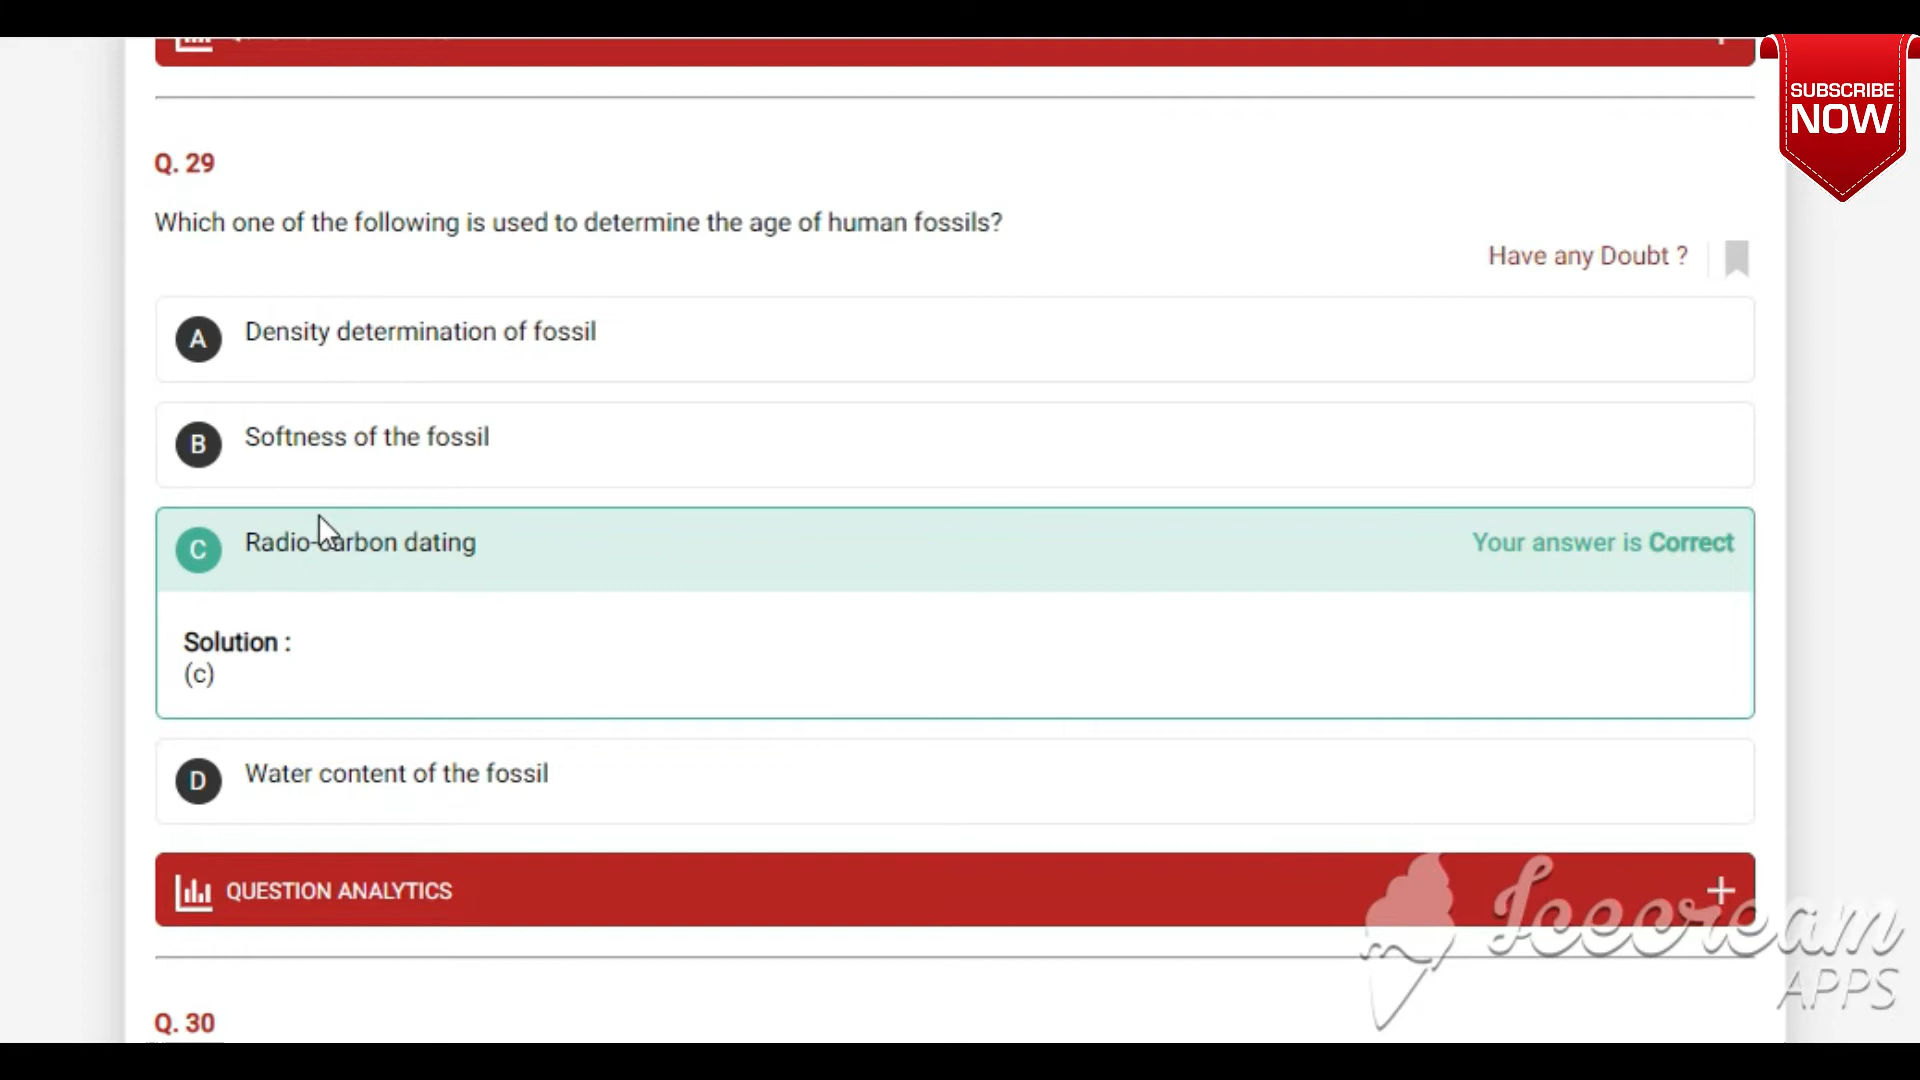 SUBSCRIBE
NOW
Q. 29
Which one of the following is used to determine the age of human fossils?
Have any Doubt ?
A Density determination of fossil
B Softness of the fossil
C Radio-carbon dating Your answer is Correct
Solution :
(c)
D Water content of the fossil
QUESTION ANALYTICS +
Icecream
APPS
Q. 30